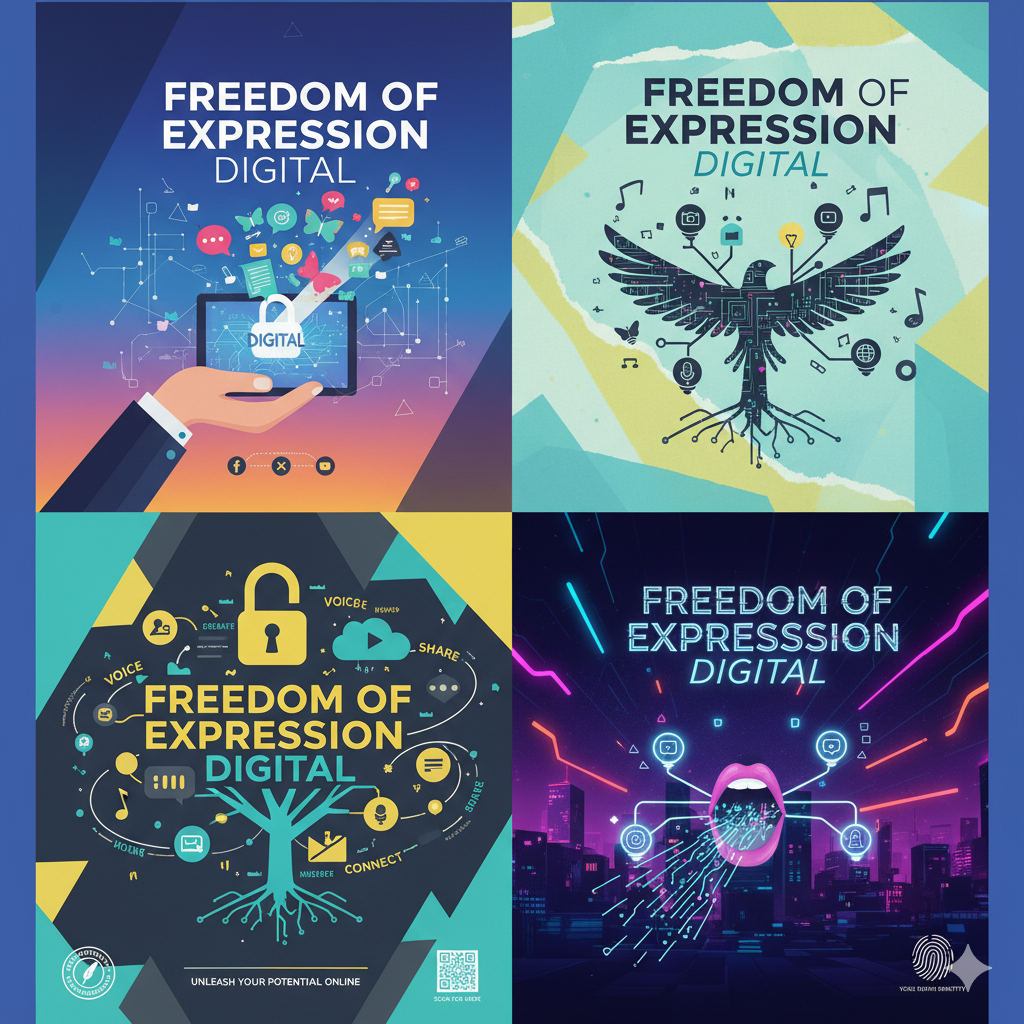 FREEDOM OF
EXPRESSION
DIGITAL
DIGITAL
FREEDOM OF
EXPRESSION
DIGITAL
N
VOICBE
CREAATE
SHARE
VOICE
FREEDOM OF
EXPRESSION
DIGITAL
CONNECT
UNLEASH YOUR POTENTIAL ONLINE
FREEDOM OF
EXPRESSSION
DIGITAL